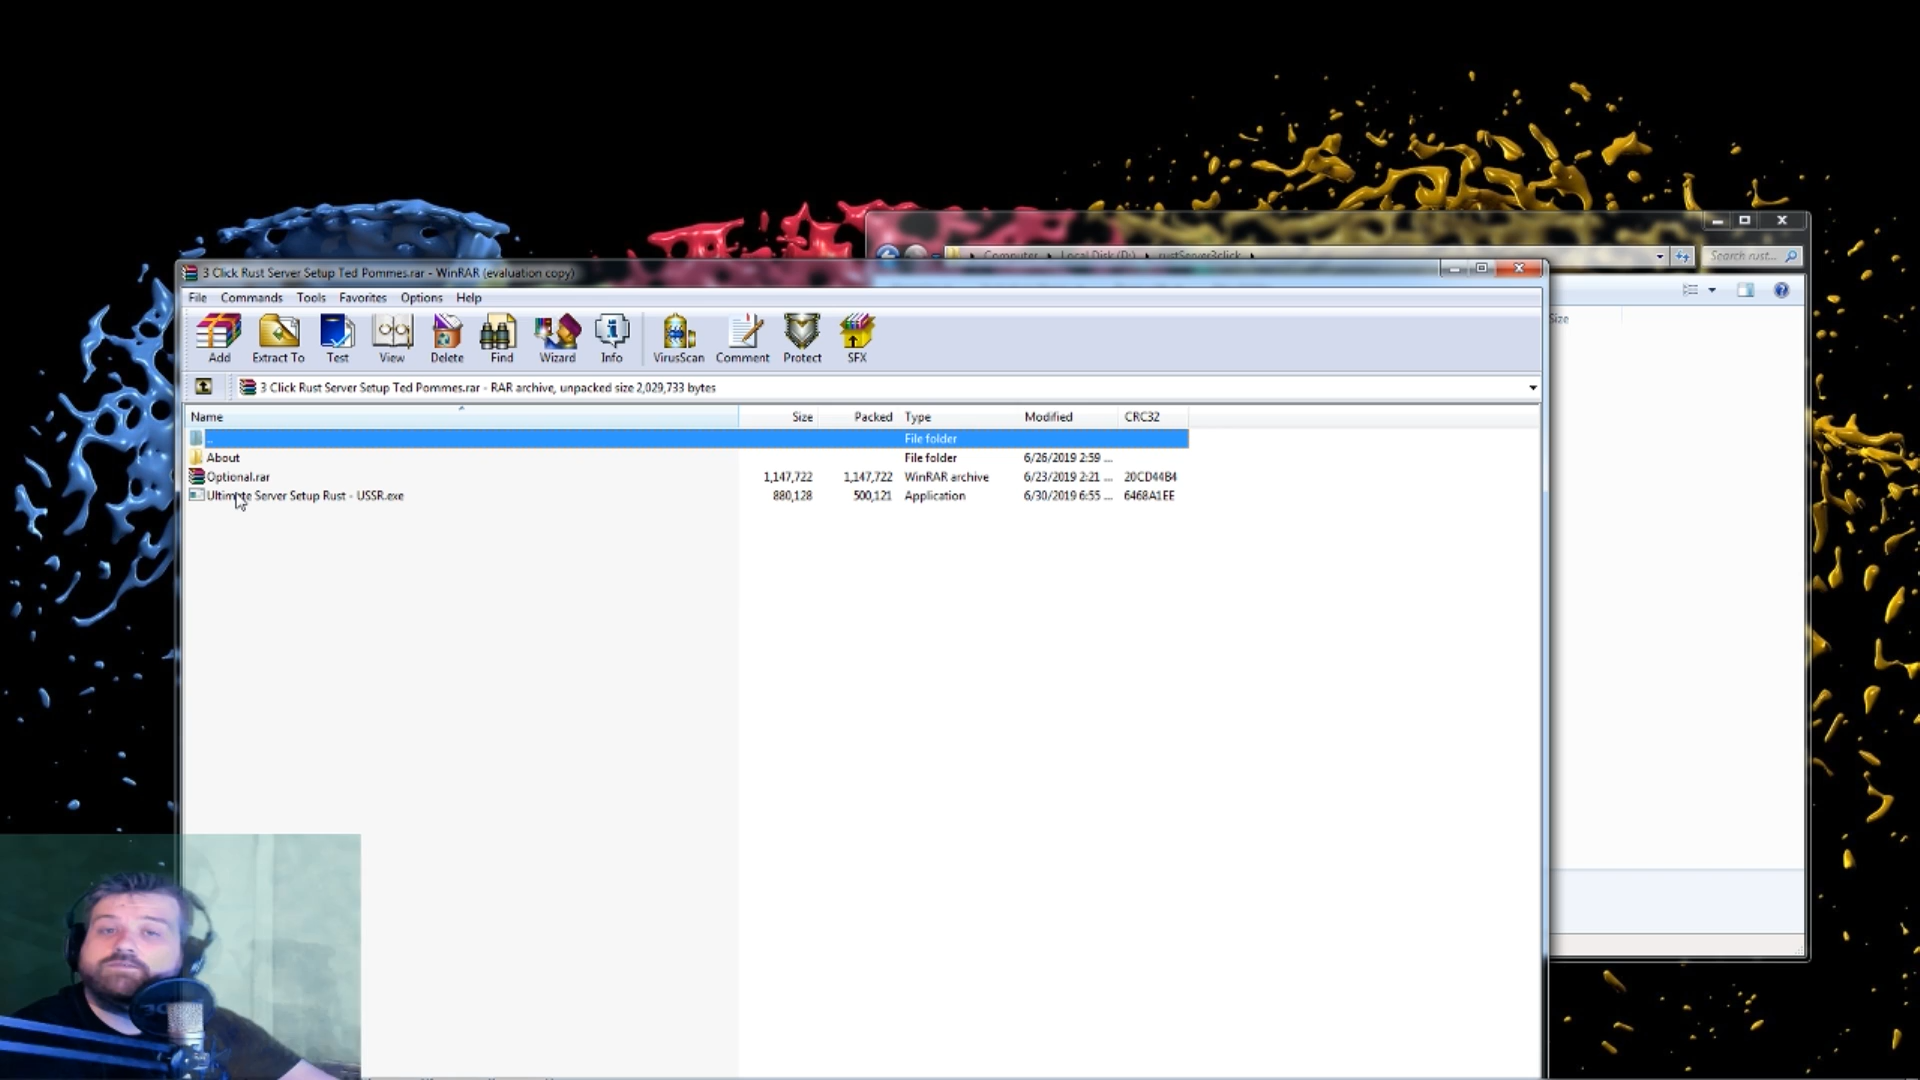 Computer Local Disk (D:) rustServer3click
Search rust...
3 Click Rust Server Setup Ted Pommes.rar - WinRAR (evaluation copy)
File Commands Tools Favorites Options Help
Add Extract To Test View Delete Find Wizard Info VirusScan Comment Protect SFX
Size
3 Click Rust Server Setup Ted Pommes.rar - RAR archive, unpacked size 2,029,733 bytes
Name Size Packed Type Modified CRC32
.. File folder
About File folder 6/26/2019 2:59 ...
Optional.rar 1,147,722 1,147,722 WinRAR archive 6/23/2019 2:21 ... 20CD44B4
Ultimate Server Setup Rust - USSR.exe 880,128 500,121 Application 6/30/2019 6:55 ... 6468A1EE